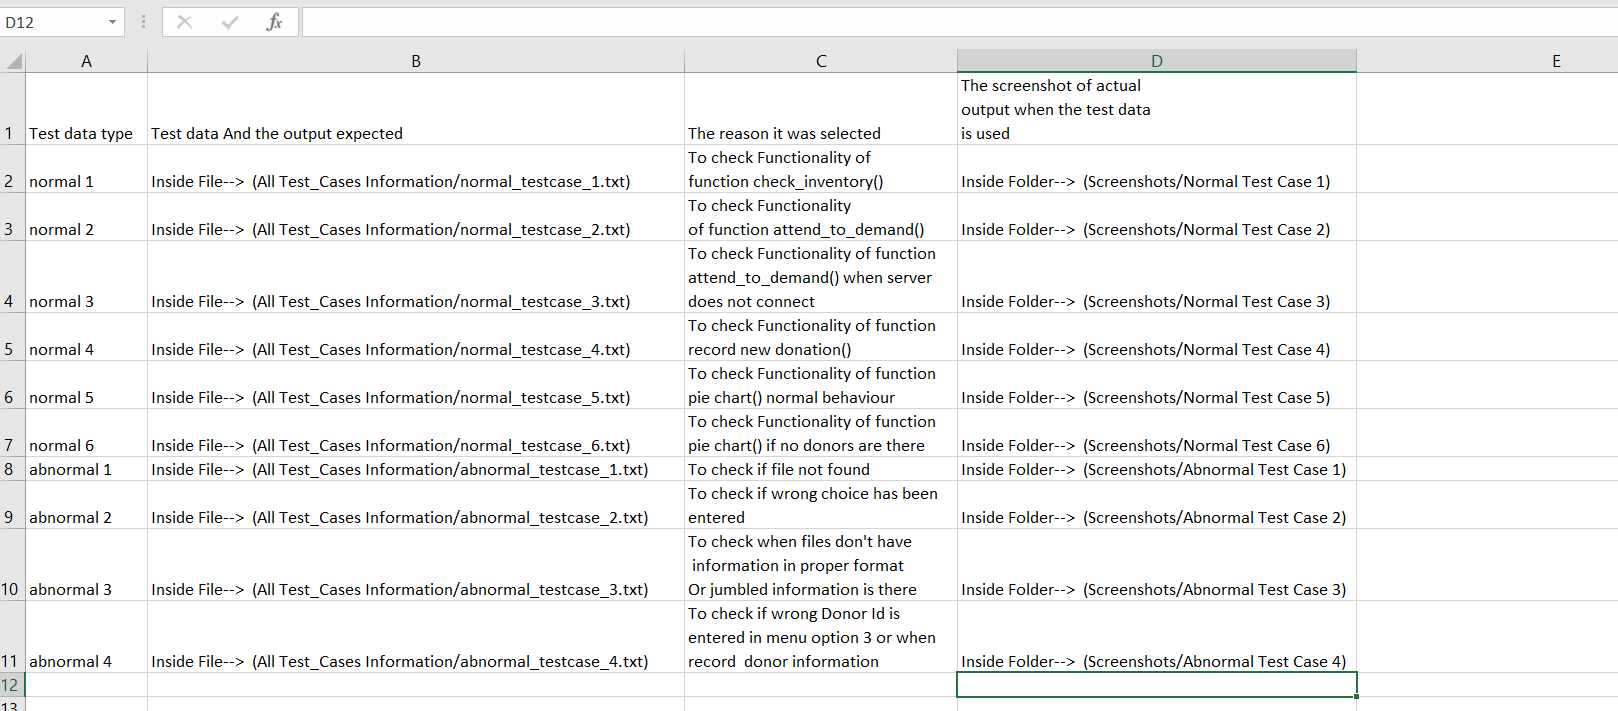 D12
fx
A B C D E
The screenshot of actual
output when the test data
1 Test data type Test data And the output expected The reason it was selected is used
To check Functionality of
2 normal 1 Inside File--> (All Test_Cases Information/normal_testcase_1.txt) function check_inventory() Inside Folder--> (Screenshots/Normal Test Case 1)
To check Functionality
3 normal 2 Inside File--> (All Test_Cases Information/normal_testcase_2.txt) of function attend_to_demand() Inside Folder--> (Screenshots/Normal Test Case 2)
To check Functionality of function
attend_to_demand() when server
4 normal 3 Inside File--> (All Test_Cases Information/normal_testcase_3.txt) does not connect Inside Folder--> (Screenshots/Normal Test Case 3)
To check Functionality of function
5 normal 4 Inside File--> (All Test_Cases Information/normal_testcase_4.txt) record new donation() Inside Folder--> (Screenshots/Normal Test Case 4)
To check Functionality of function
6 normal 5 Inside File--> (All Test_Cases Information/normal_testcase_5.txt) pie chart() normal behaviour Inside Folder--> (Screenshots/Normal Test Case 5)
To check Functionality of function
7 normal 6 Inside File--> (All Test_Cases Information/normal_testcase_6.txt) pie chart() if no donors are there Inside Folder--> (Screenshots/Normal Test Case 6)
8 abnormal 1 Inside File--> (All Test_Cases Information/abnormal_testcase_1.txt) To check if file not found Inside Folder--> (Screenshots/Abnormal Test Case 1)
To check if wrong choice has been
9 abnormal 2 Inside File--> (All Test_Cases Information/abnormal_testcase_2.txt) entered Inside Folder--> (Screenshots/Abnormal Test Case 2)
To check when files don't have
information in proper format
10 abnormal 3 Inside File--> (All Test_Cases Information/abnormal_testcase_3.txt) Or jumbled information is there Inside Folder--> (Screenshots/Abnormal Test Case 3)
To check if wrong Donor Id is
entered in menu option 3 or when
11 abnormal 4 Inside File--> (All Test_Cases Information/abnormal_testcase_4.txt) record donor information Inside Folder--> (Screenshots/Abnormal Test Case 4)
12
13